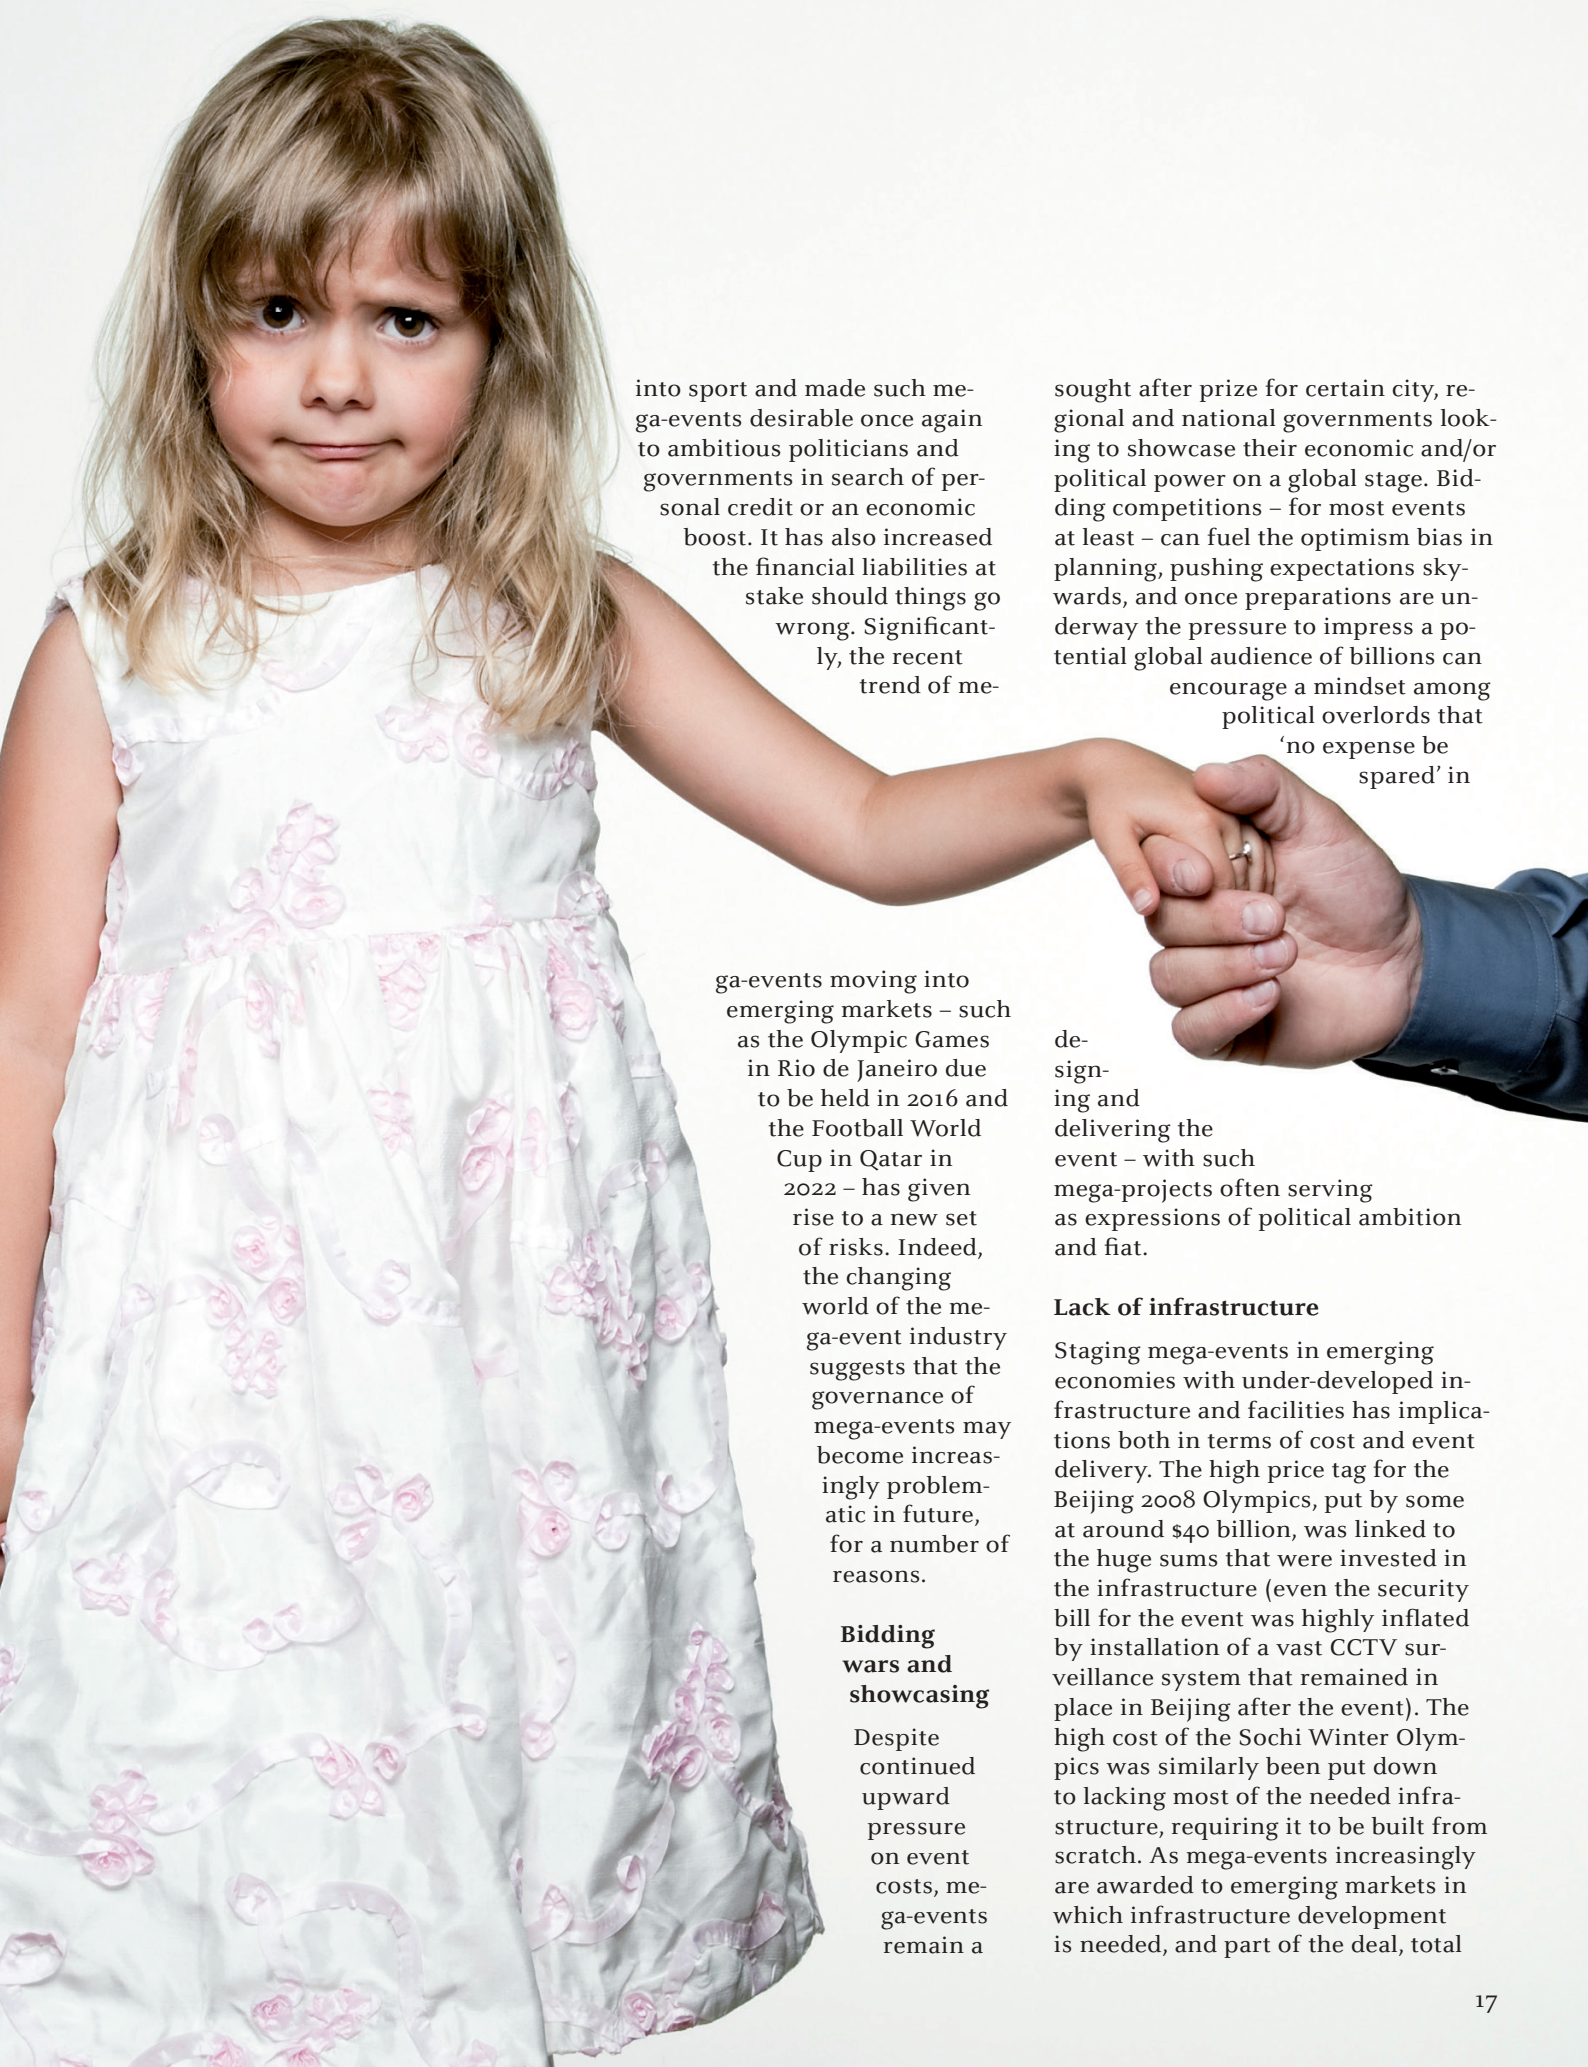 into sport and made such me-
ga-events desirable once again
to ambitious politicians and
governments in search of per-
sonal credit or an economic
boost. It has also increased
the financial liabilities at
stake should things go
wrong. Significant-
ly, the recent
trend of me-
ga-events moving into
emerging markets – such
as the Olympic Games
in Rio de Janeiro due
to be held in 2016 and
the Football World
Cup in Qatar in
2022 – has given
rise to a new set
of risks. Indeed,
the changing
world of the me-
ga-event industry
suggests that the
governance of
mega-events may
become increas-
ingly problem-
atic in future,
for a number of
reasons.
Bidding
wars and
showcasing
Despite
continued
upward
pressure
on event
costs, me-
ga-events
remain a
sought after prize for certain city, re-
gional and national governments look-
ing to showcase their economic and/or
political power on a global stage. Bid-
ding competitions – for most events
at least – can fuel the optimism bias in
planning, pushing expectations sky-
wards, and once preparations are un-
derway the pressure to impress a po-
tential global audience of billions can
encourage a mindset among
political overlords that
‘no expense be
spared’ in
de-
sign-
ing and
delivering the
event – with such
mega-projects often serving
as expressions of political ambition
and fiat.
Lack of infrastructure
Staging mega-events in emerging
economies with under-developed in-
frastructure and facilities has implica-
tions both in terms of cost and event
delivery. The high price tag for the
Beijing 2008 Olympics, put by some
at around $40 billion, was linked to
the huge sums that were invested in
the infrastructure (even the security
bill for the event was highly inflated
by installation of a vast CCTV sur-
veillance system that remained in
place in Beijing after the event). The
high cost of the Sochi Winter Olym-
pics was similarly been put down
to lacking most of the needed infra-
structure, requiring it to be built from
scratch. As mega-events increasingly
are awarded to emerging markets in
which infrastructure development
is needed, and part of the deal, total
17